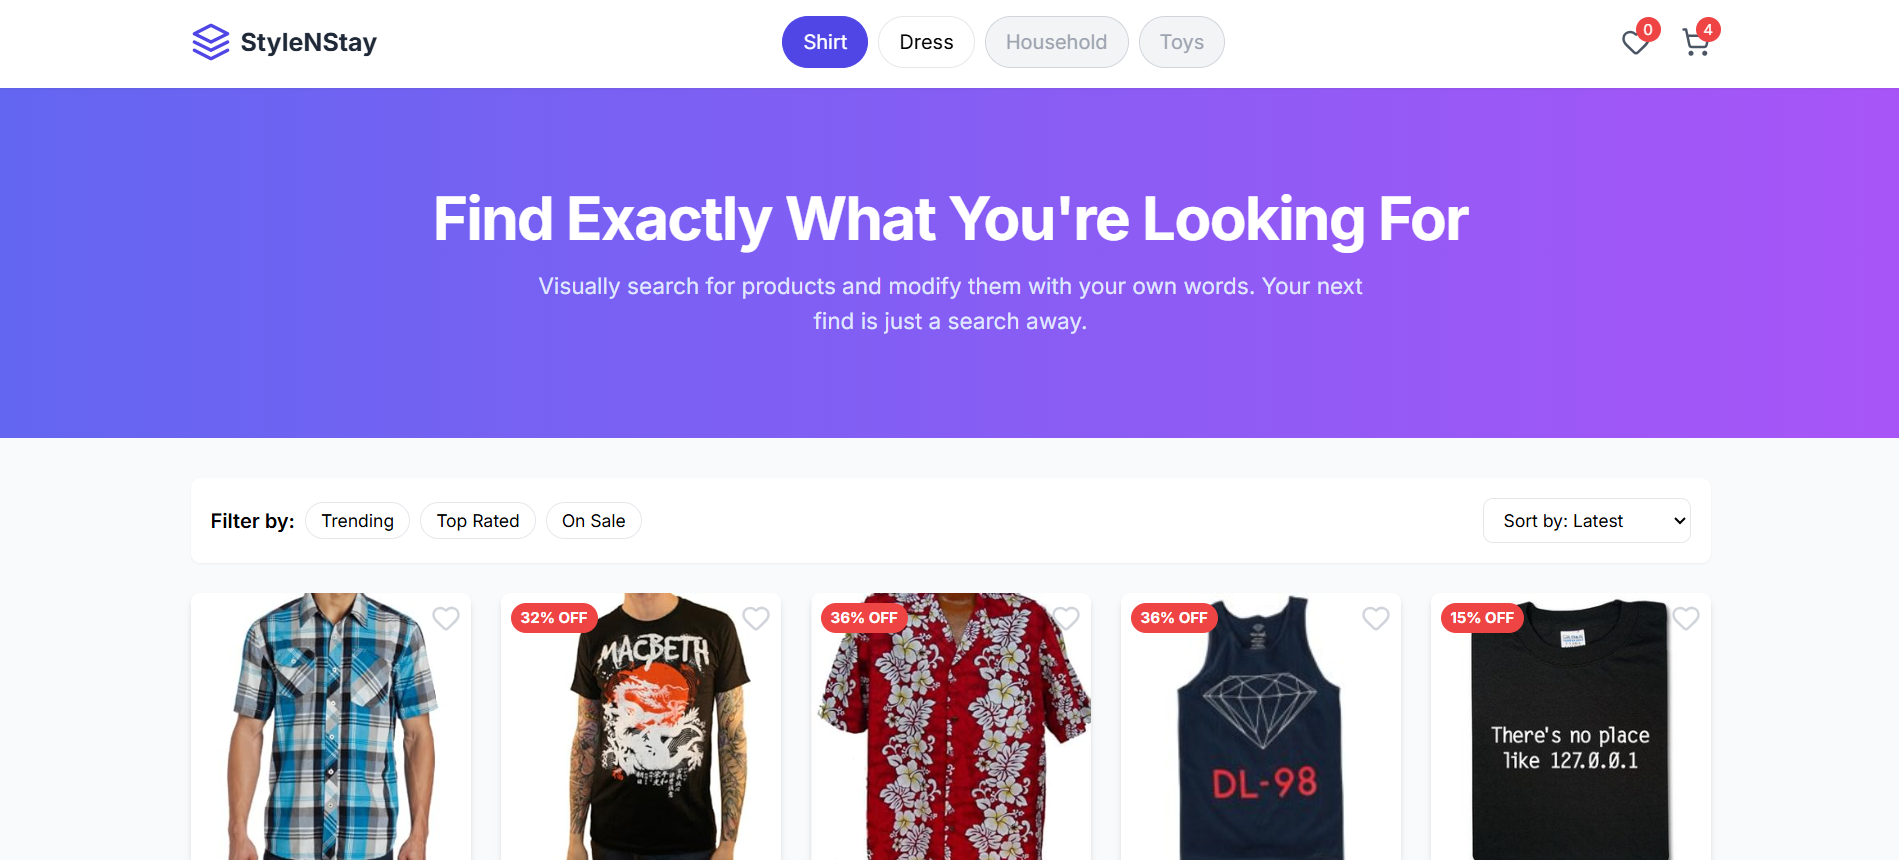 StyleNStay
Shirt
Dress
Household
Toys
0
4
Find Exactly What You're Looking For
Visually search for products and modify them with your own words. Your next
find is just a search away.
Filter by:
Trending
Top Rated
On Sale
Sort by: Latest
32% OFF
36% OFF
36% OFF
15% OFF
MACBETH
DL-98
There's no place
like 127.0.0.1